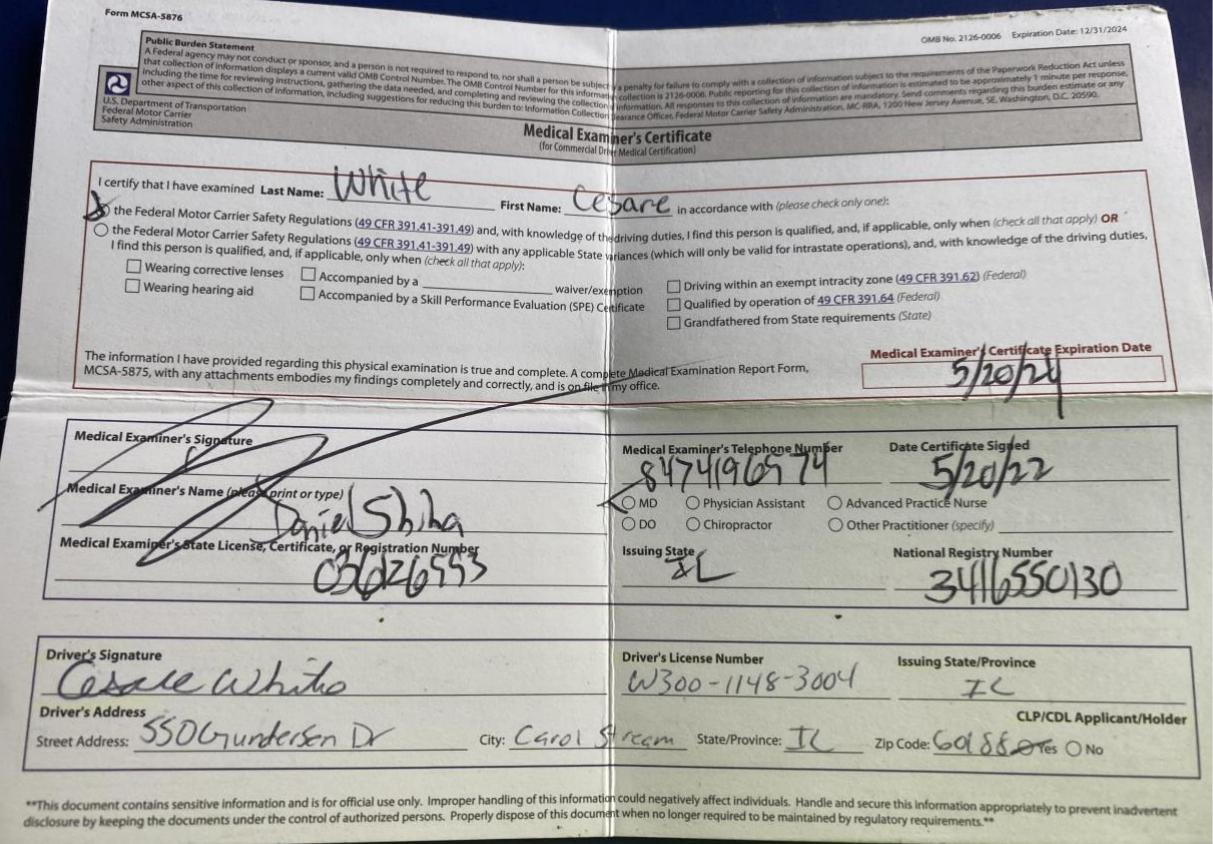 Form MCSA-5876
OMB No. 2126-0006 Expiration Date: 12/31/2024
Public Burden Statement
A Federal agency may not conduct or sponsor, and a person is not required to respond to, nor shall a person be subject a penalty for failure to comply with a collection of information subject to the requirements of the Paperwork Reduction Act unless
that collection of information displays a current valid OMB Control Number. The OMB Control Number for this information collection is 2126-0006. Public reporting for this collection of information is estimated to be approximately 1 minute per response,
including the time for reviewing instructions, gathering the data needed, and completing and reviewing the collection information. All responses to this collection of information are mandatory. Send comments regarding this burden estimate or any
other aspect of this collection of information, including suggestions for reducing this burden to: Information Collection Clearance Officer, Federal Motor Carrier Safety Administration, MC-RRA, 1200 New Jersey Avenue, SE, Washington, D.C. 20590.
U.S. Department of Transportation
Federal Motor Carrier
Safety Administration
Medical Examiner's Certificate
(for Commercial Driver Medical Certification)
I certify that I have examined Last Name: White First Name: Cesare in accordance with (please check only one):
the Federal Motor Carrier Safety Regulations (49 CFR 391.41-391.49) and, with knowledge of the driving duties, I find this person is qualified, and, if applicable, only when (check all that apply) OR
the Federal Motor Carrier Safety Regulations (49 CFR 391.41-391.49) with any applicable State variances (which will only be valid for intrastate operations), and, with knowledge of the driving duties,
I find this person is qualified, and, if applicable, only when (check all that apply):
Wearing corrective lenses Accompanied by a waiver/exemption Driving within an exempt intracity zone (49 CFR 391.62) (Federal)
Wearing hearing aid Accompanied by a Skill Performance Evaluation (SPE) Certificate Qualified by operation of 49 CFR 391.64 (Federal)
Grandfathered from State requirements (State)
The information I have provided regarding this physical examination is true and complete. A complete Medical Examination Report Form,
MCSA-5875, with any attachments embodies my findings completely and correctly, and is on file in my office.
Medical Examiner's Certificate Expiration Date
5/20/24
Medical Examiner's Signature
Medical Examiner's Telephone Number
8474196574
Date Certificate Signed
5/20/22
Medical Examiner's Name (please print or type)
Daniel Shiha
MD Physician Assistant Advanced Practice Nurse
DO Chiropractor Other Practitioner (specify)
Medical Examiner's State License, Certificate, or Registration Number
Issuing State
IL
National Registry Number
3416550130
Driver's Signature
Cesare White
Driver's License Number
W300-1148-3004
Issuing State/Province
IL
Driver's Address
CLP/CDL Applicant/Holder
Street Address: 550 Gundersen Dr City: Carol Stream State/Province: IL Zip Code: 60188 Yes No
**This document contains sensitive information and is for official use only. Improper handling of this information could negatively affect individuals. Handle and secure this information appropriately to prevent inadvertent
disclosure by keeping the documents under the control of authorized persons. Properly dispose of this document when no longer required to be maintained by regulatory requirements.**